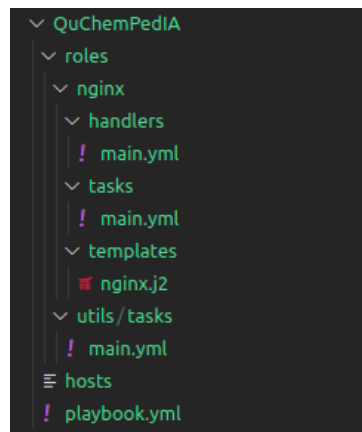 QuChemPedIA
roles
nginx
handlers
! main.yml
tasks
! main.yml
templates
nginx.j2
utils/tasks
! main.yml
hosts
! playbook.yml